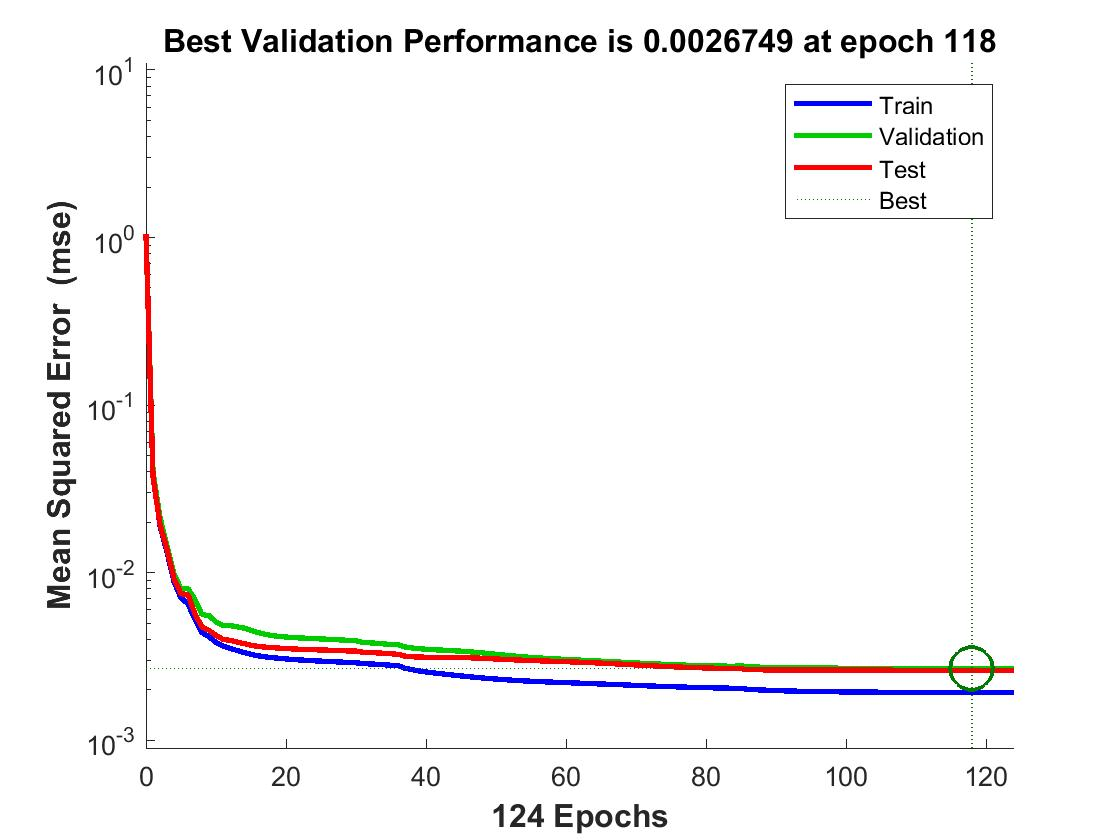 Best Validation Performance is 0.0026749 at epoch 118
10^1
10^0
10^-1
10^-2
10^-3
Mean Squared Error (mse)
Train
Validation
Test
Best
0 20 40 60 80 100 120
124 Epochs